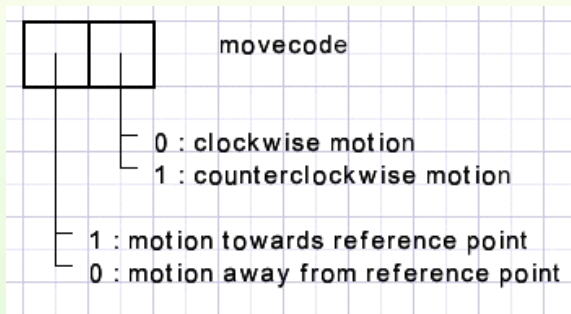 movecode
0 : clockwise motion
1 : counterclockwise motion
1 : motion towards reference point
0 : motion away from reference point